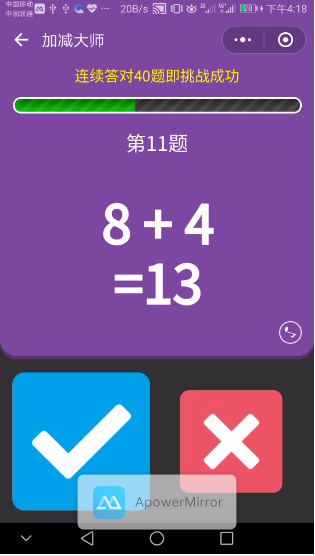 中国移动
中国联通
20B/s
下午4:18
加减大师
连续答对40题即挑战成功
第11题
8+4
=13
ApowerMirror